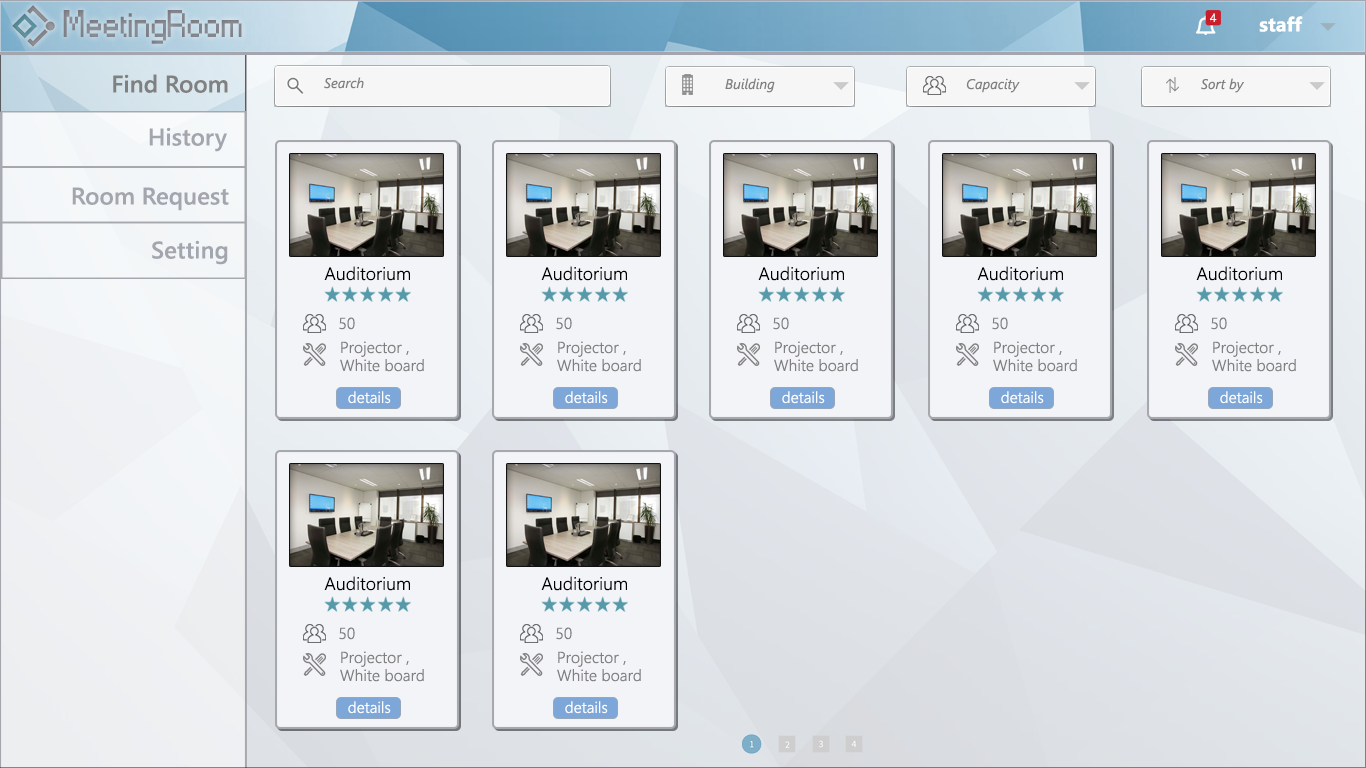 MeetingRoom
4
staff
Find Room
History
Room Request
Setting
Search
Building
Capacity
Sort by
Auditorium
50
Projector ,
White board
details
Auditorium
50
Projector ,
White board
details
Auditorium
50
Projector ,
White board
details
Auditorium
50
Projector ,
White board
details
Auditorium
50
Projector ,
White board
details
Auditorium
50
Projector ,
White board
details
Auditorium
50
Projector ,
White board
details
1 2 3 4